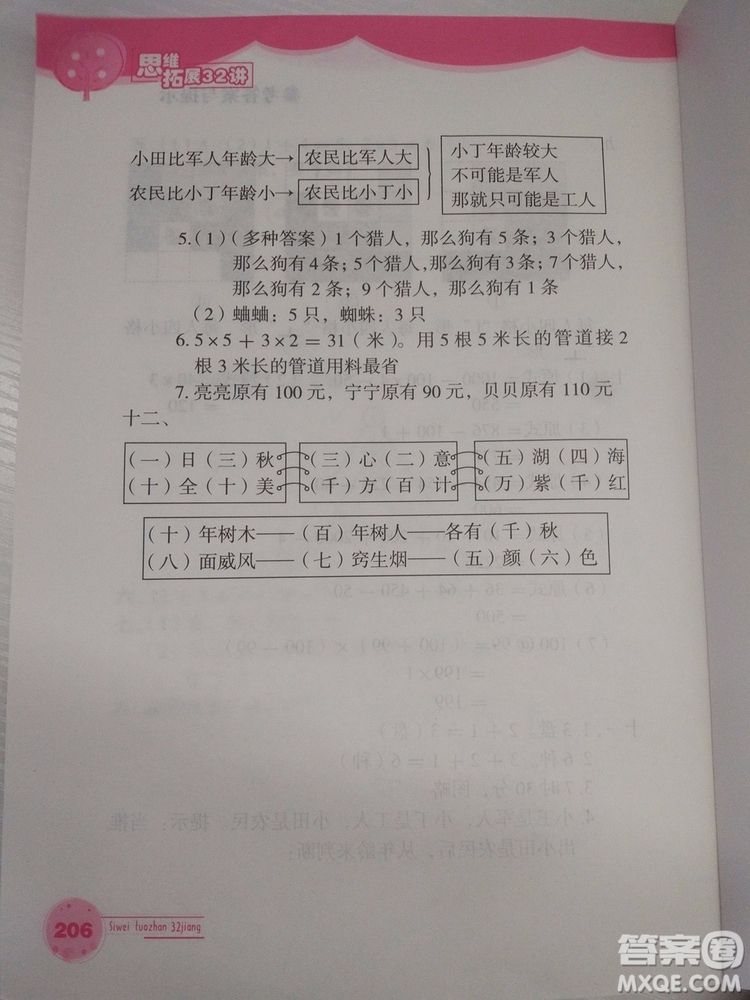 思维
拓展32讲
小田比军人年龄大→ 农民比军人大
农民比小丁年龄小→ 农民比小丁小
小丁年龄较大
不可能是军人
那就只可能是工人
5.(1)(多种答案)1个猎人,那么狗有5条;3个猎人,
那么狗有4条;5个猎人,那么狗有3条;7个猎人,
那么狗有2条;9个猎人,那么狗有1条
(2)蛐蛐:5只,蜘蛛:3只
6.5×5+3×2=31(米)。用5根5米长的管道接2
根3米长的管道用料最省
7.亮亮原有100元,宁宁原有90元,贝贝原有110元
十二、
(一)日(三)秋 (三)心(二)意 (五)湖(四)海
(十)全(十)美 (千)方(百)计 (万)紫(千)红
(十)年树木——(百)年树人——各有(千)秋
(八)面威风——(七)窍生烟——(五)颜(六)色
206 Siwei tuozhan 32jiang
答案圈
MXQE.COM